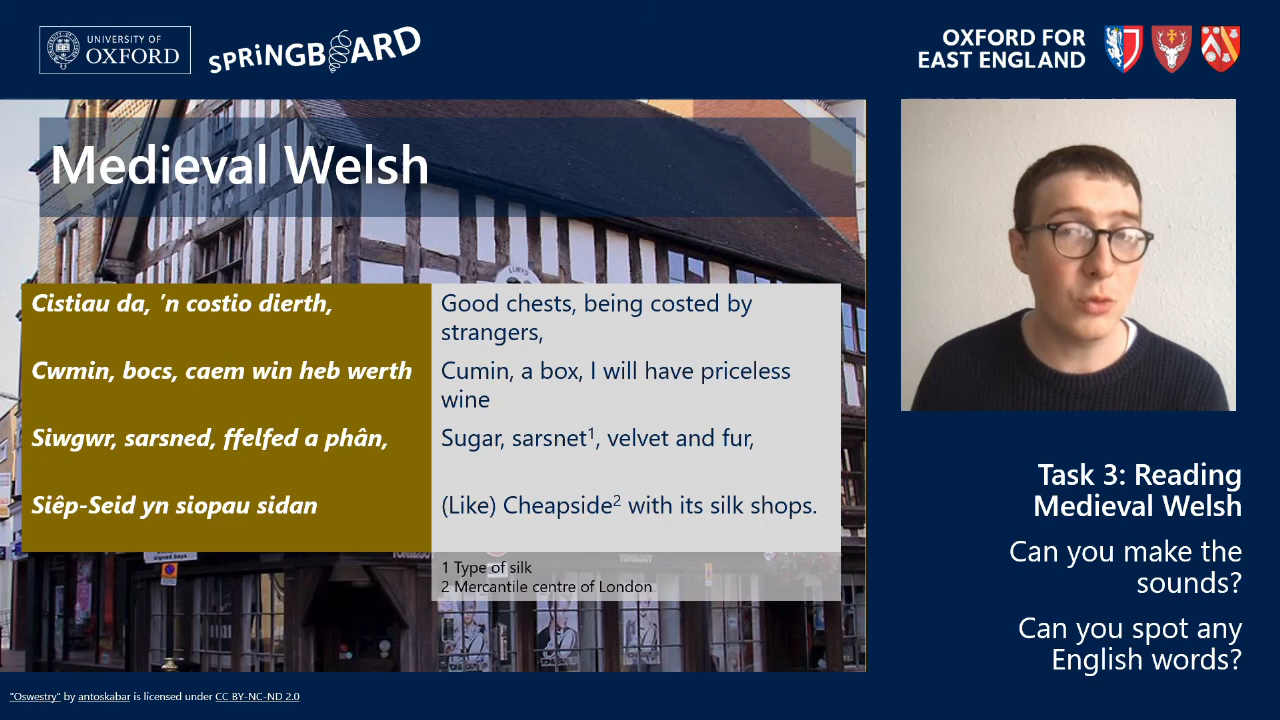 UNIVERSITY OF
OXFORD
SPRiNGBOARD
OXFORD FOR
EAST ENGLAND
Medieval Welsh
LLWYD
Cistiau da, ’n costio dierth,
Good chests, being costed by
strangers,
Cwmin, bocs, caem win heb werth
Cumin, a box, I will have priceless
wine
Siwgwr, sarsned, ffelfed a phân,
Sugar, sarsnet¹, velvet and fur,
Siêp-Seid yn siopau sidan
(Like) Cheapside² with its silk shops.
1 Type of silk
2 Mercantile centre of London
Task 3: Reading
Medieval Welsh
Can you make the
sounds?
Can you spot any
English words?
"Oswestry" by antoskabar is licensed under CC BY-NC-ND 2.0